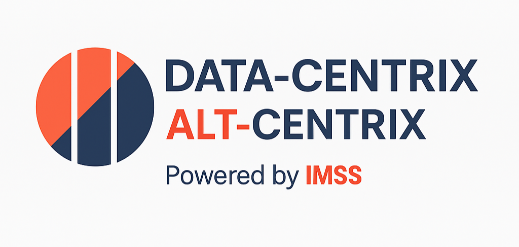 DATA-CENTRIX
ALT-CENTRIX
Powered by IMSS